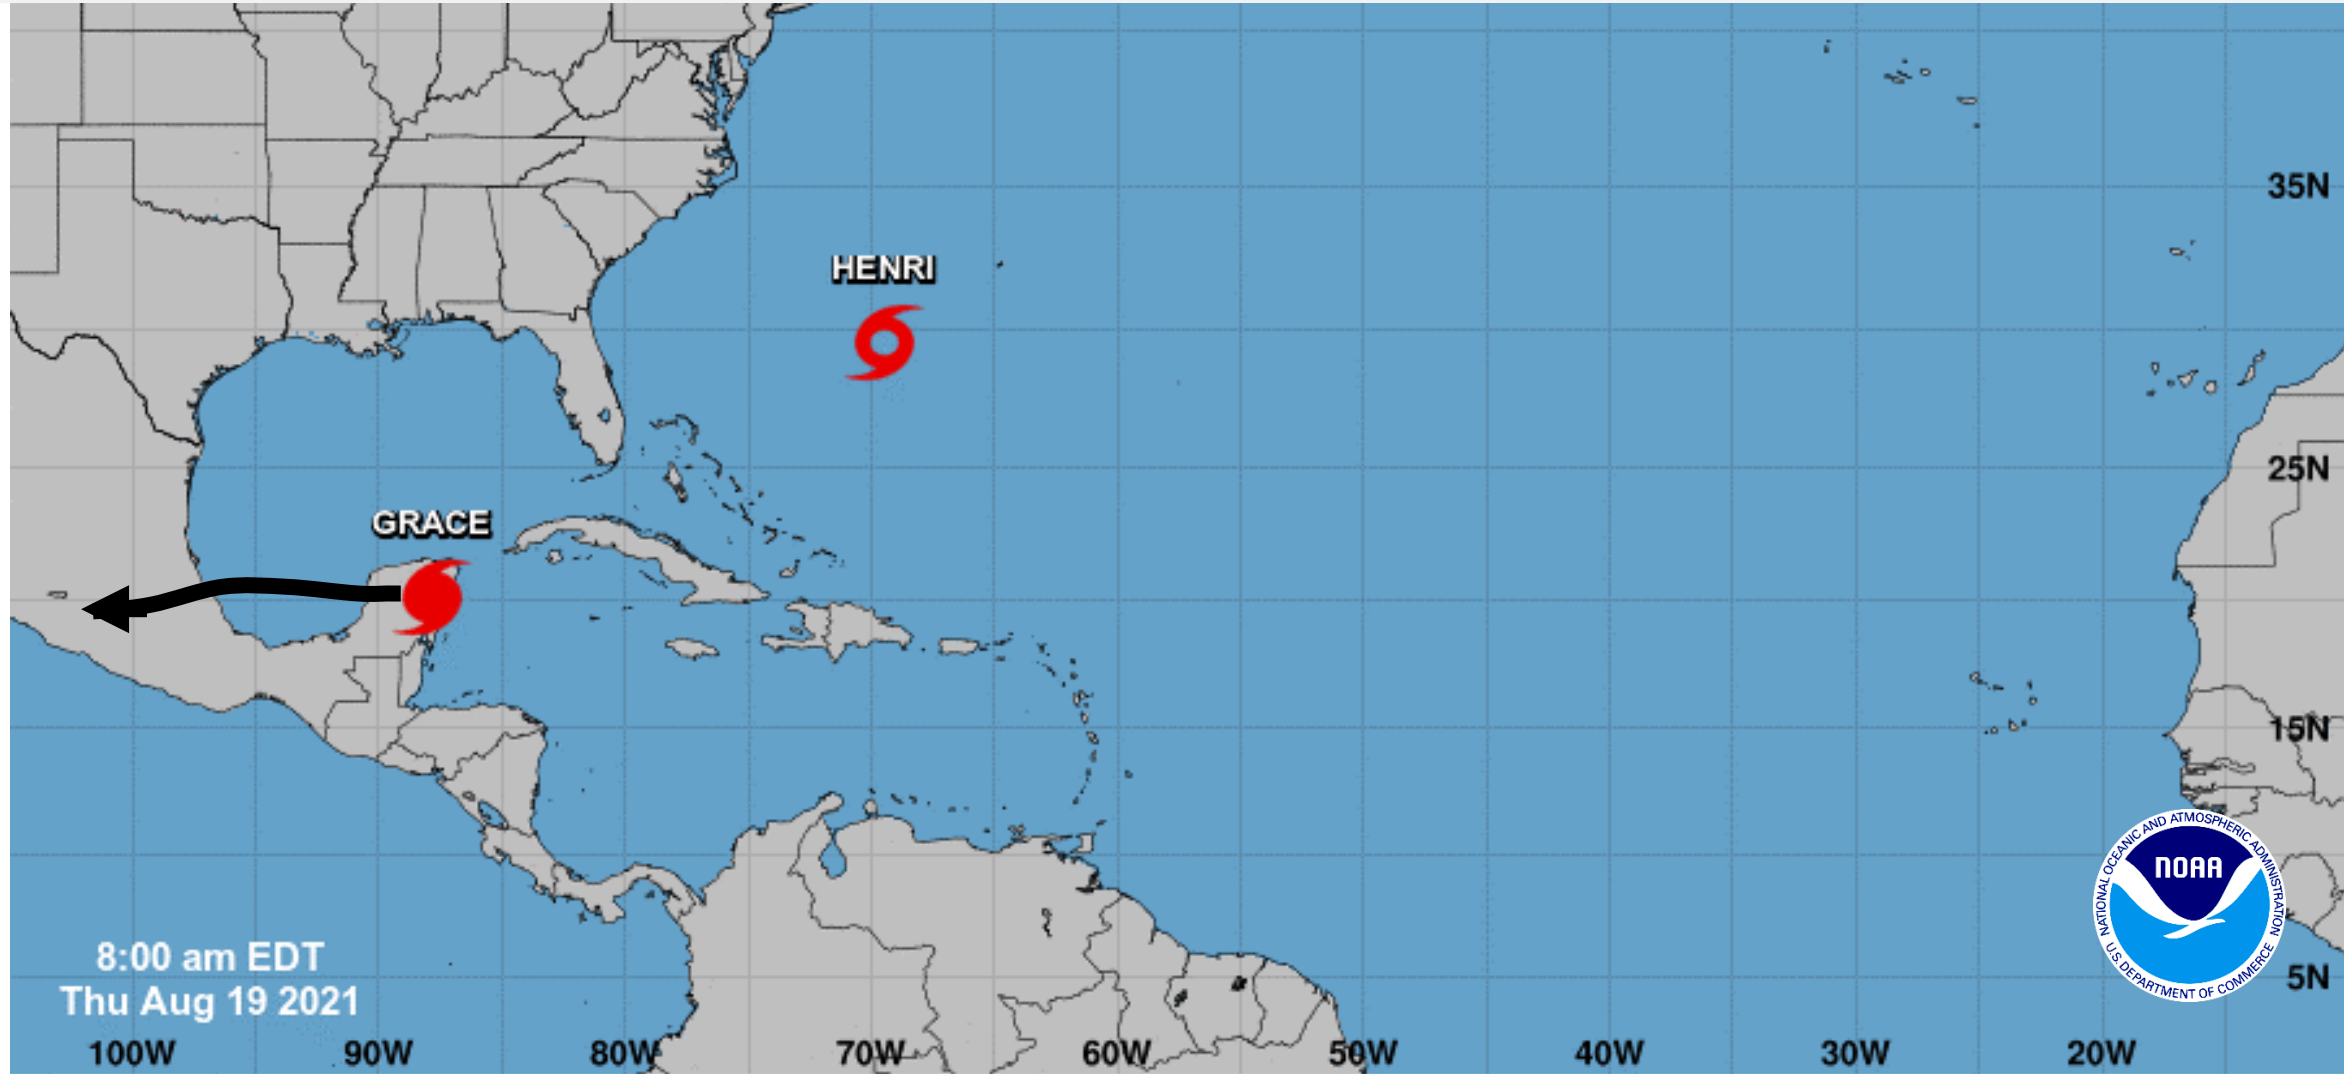 35N
HENRI
25N
GRACE
15N
NATIONAL OCEANIC AND ATMOSPHERIC ADMINISTRATION
NOAA
U.S. DEPARTMENT OF COMMERCE
8:00 am EDT
Thu Aug 19 2021
5N
100W 90W 80W 70W 60W 50W 40W 30W 20W